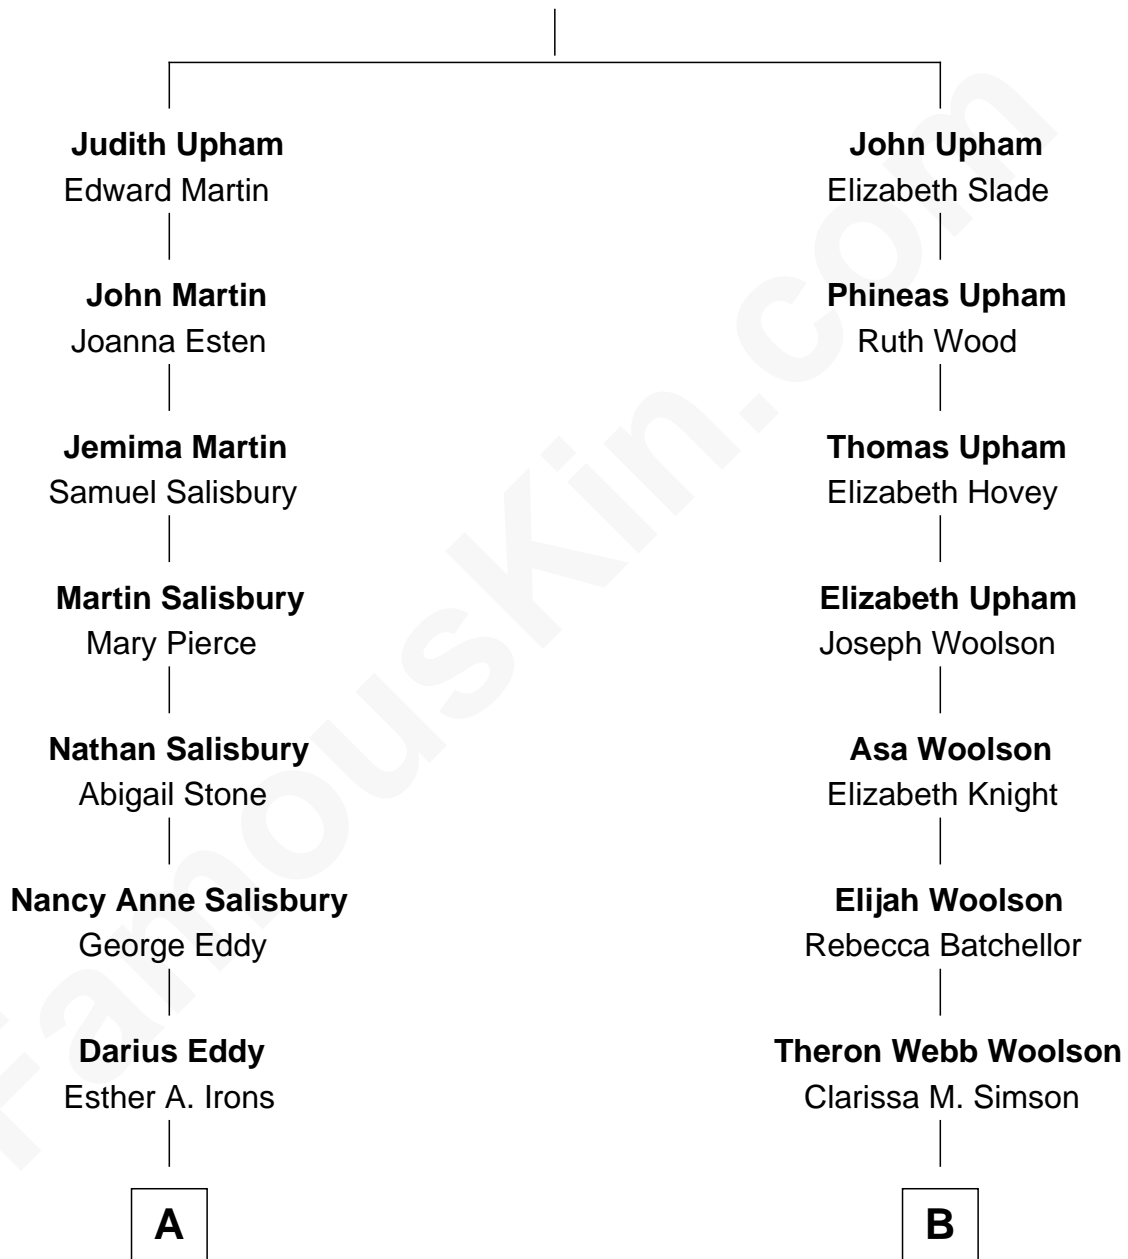 Judith Upham
Edward Martin
John Martin
Joanna Esten
Jemima Martin
Samuel Salisbury
Martin Salisbury
Mary Pierce
Nathan Salisbury
Abigail Stone
Nancy Anne Salisbury
George Eddy
Darius Eddy
Esther A. Irons
A
John Upham
Elizabeth Slade
Phineas Upham
Ruth Wood
Thomas Upham
Elizabeth Hovey
Elizabeth Upham
Joseph Woolson
Asa Woolson
Elizabeth Knight
Elijah Woolson
Rebecca Batchellor
Theron Webb Woolson
Clarissa M. Simson
B
FamousKin.com